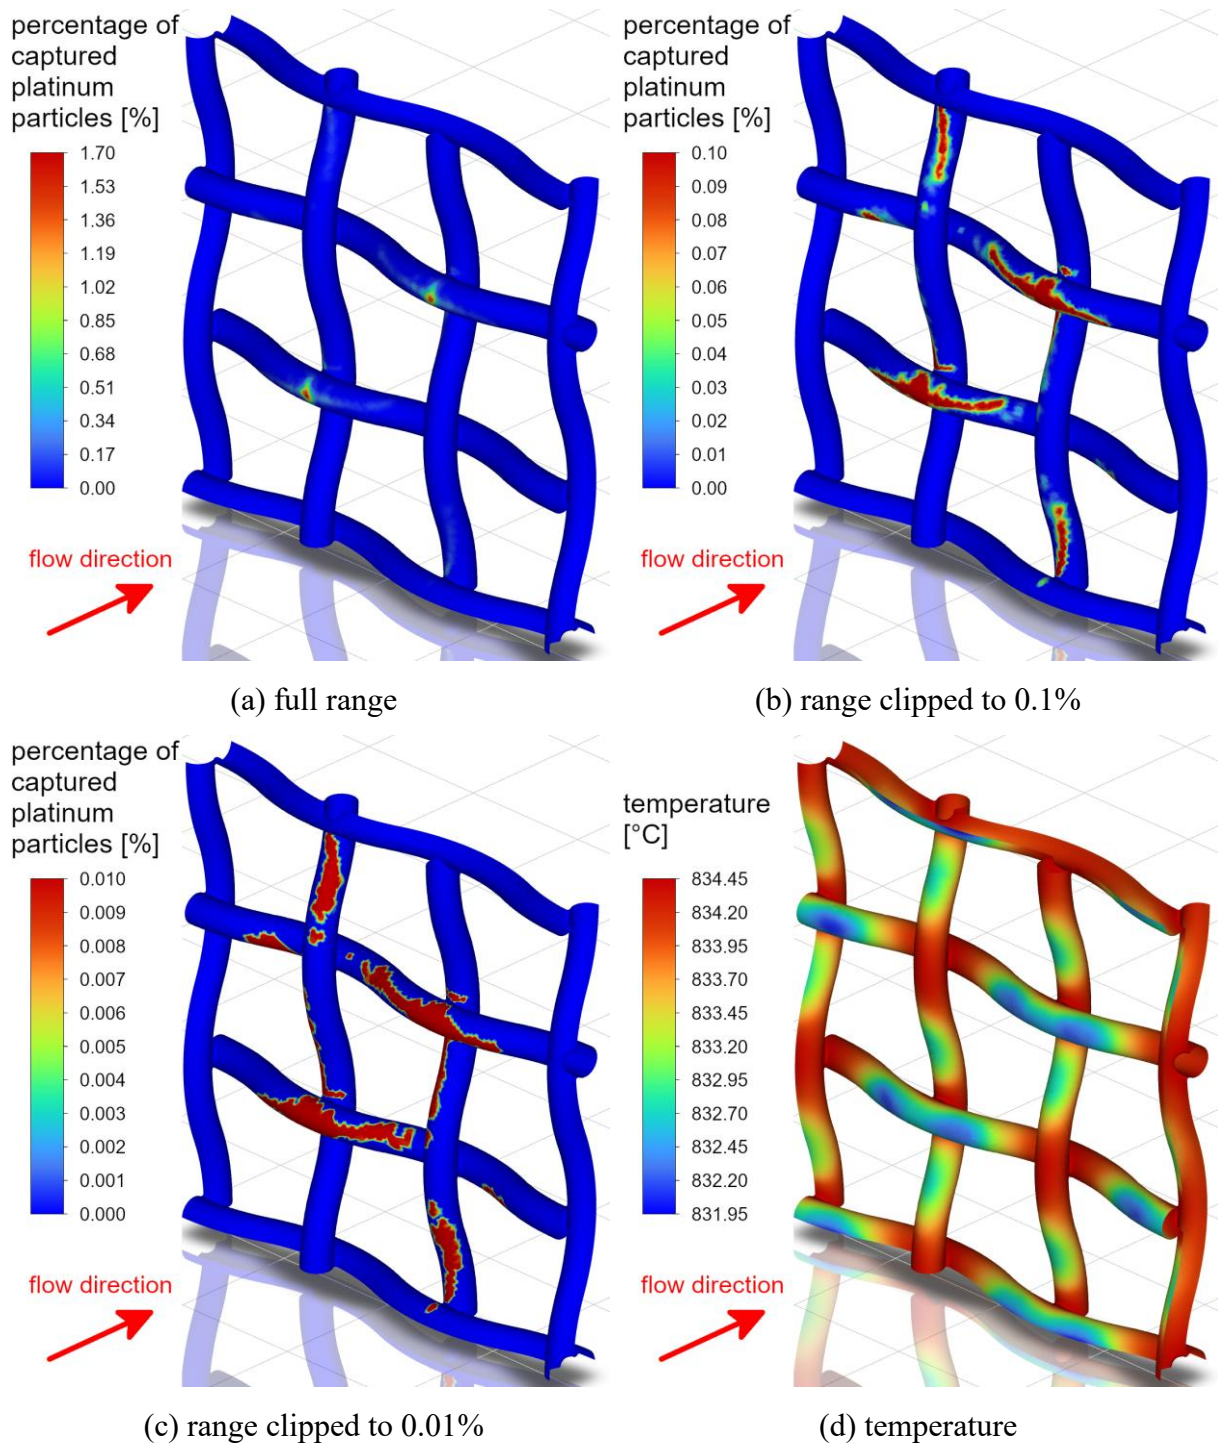 percentage of
captured
platinum
particles [%]
1.70
1.53
1.36
1.19
1.02
0.85
0.68
0.51
0.34
0.17
0.00
flow direction
(a) full range
percentage of
captured
platinum
particles [%]
0.10
0.09
0.08
0.07
0.06
0.05
0.04
0.03
0.02
0.01
0.00
flow direction
(b) range clipped to 0.1%
percentage of
captured
platinum
particles [%]
0.010
0.009
0.008
0.007
0.006
0.005
0.004
0.003
0.002
0.001
0.000
flow direction
(c) range clipped to 0.01%
temperature
[°C]
834.45
834.20
833.95
833.70
833.45
833.20
832.95
832.70
832.45
832.20
831.95
flow direction
(d) temperature